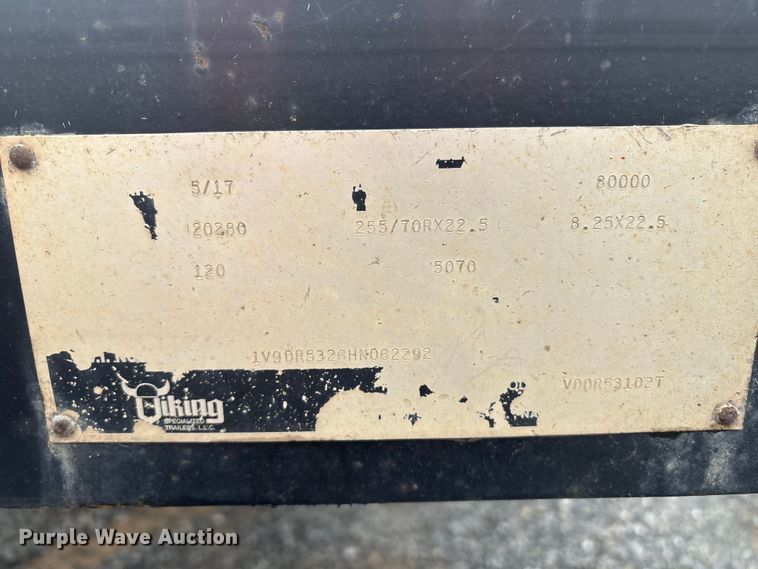 5/17 80000
20280 255/70RX22.5 8.25X22.5
120 5070
1V9DR5326HN062292
VDDR53102T
Viking
SPECIALIZED
TRAILERS, L.L.C.
Purple Wave Auction